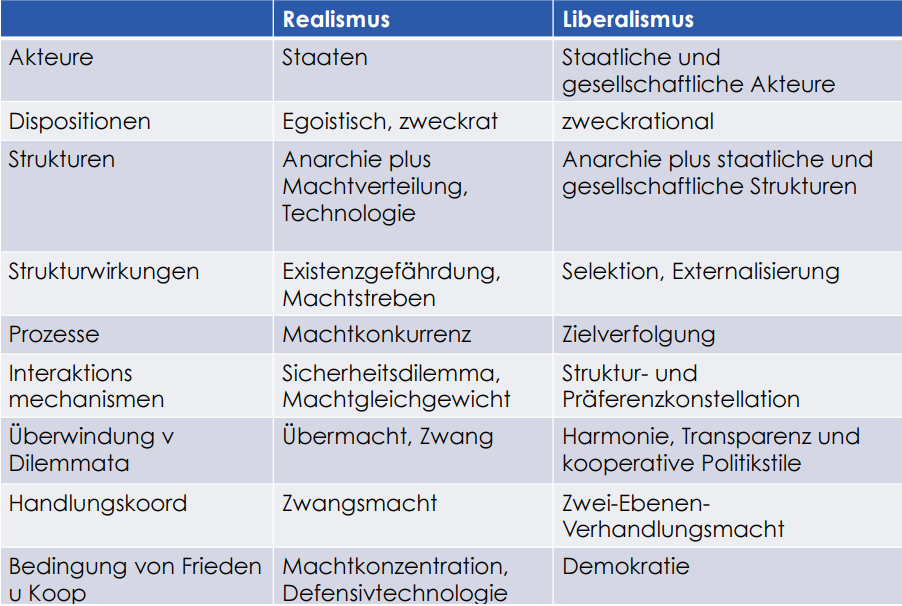 Realismus
Liberalismus
Akteure
Staaten
Staatliche und
gesellschaftliche Akteure
Dispositionen
Egoistisch, zweckrat
zweckrational
Strukturen
Anarchie plus
Machtverteilung,
Technologie
Anarchie plus staatliche und
gesellschaftliche Strukturen
Strukturwirkungen
Existenzgefährdung,
Machtstreben
Selektion, Externalisierung
Prozesse
Machtkonkurrenz
Zielverfolgung
Interaktions
mechanismen
Sicherheitsdilemma,
Machtgleichgewicht
Struktur- und
Präferenzkonstellation
Überwindung v
Dilemmata
Übermacht, Zwang
Harmonie, Transparenz und
kooperative Politikstile
Handlungskoord
Zwangsmacht
Zwei-Ebenen-
Verhandlungsmacht
Bedingung von Frieden
u Koop
Machtkonzentration,
Defensivtechnologie
Demokratie